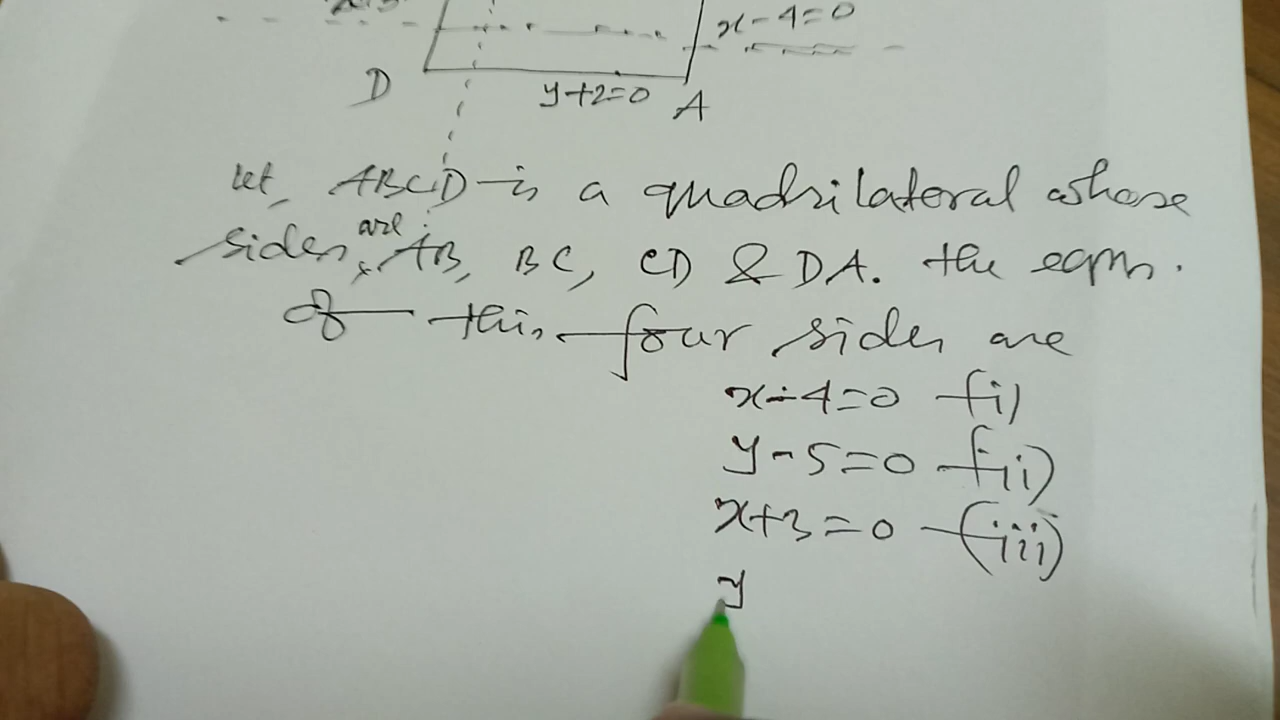 x-4=0
D
y+2=0
A
let, ABCD is a quadrilateral whose
sides are AB, BC, CD & DA. the eqns.
of this four sides are
x-4=0 -(i)
y-5=0 -(ii)
x+3=0 -(iii)
y